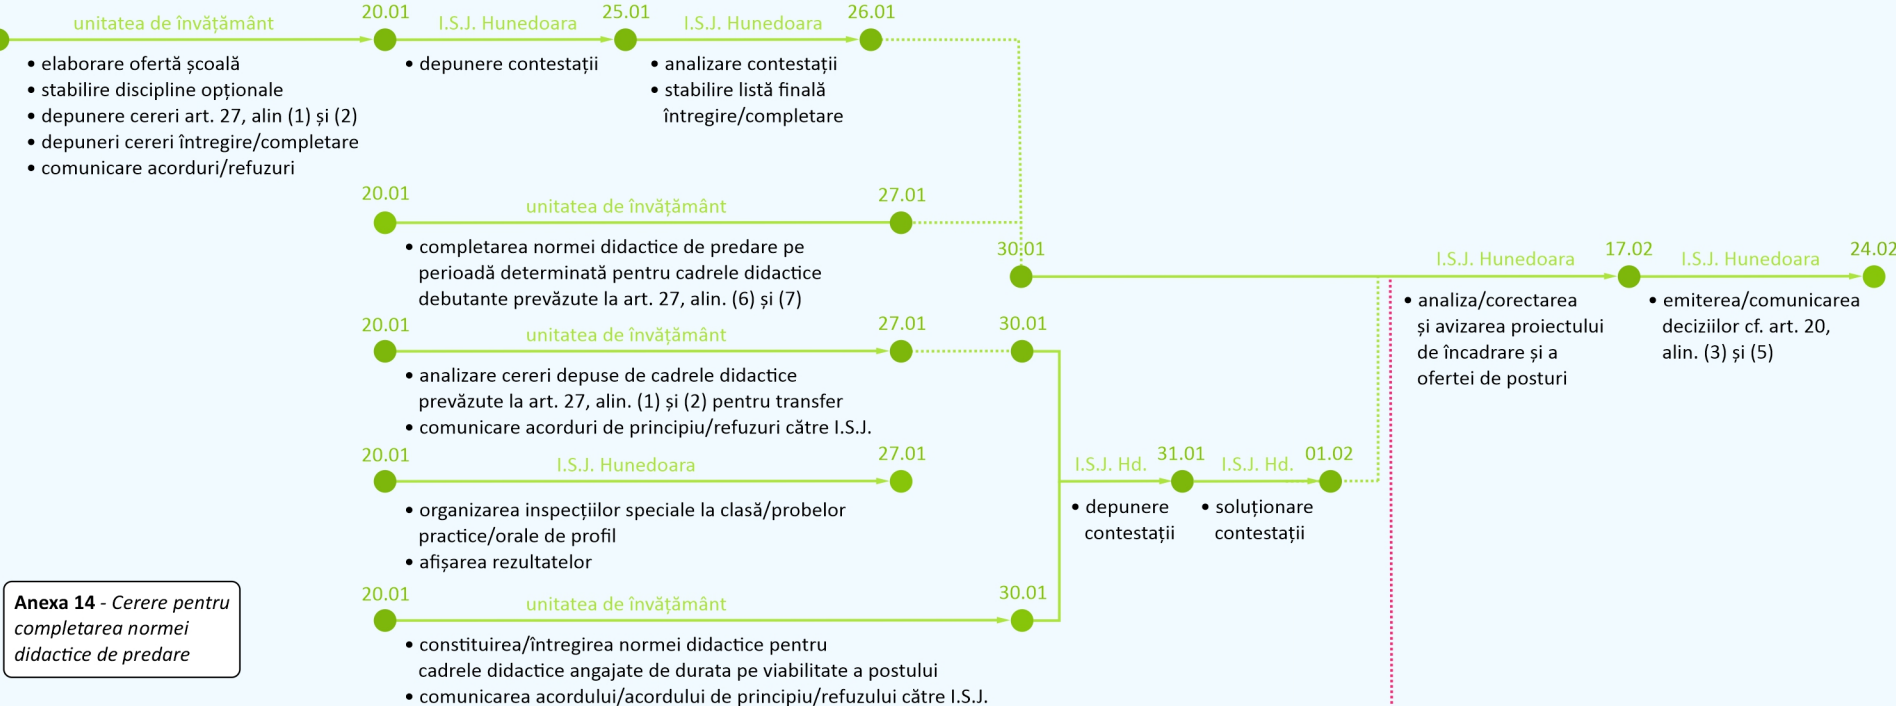 unitatea de învățământ
20.01
I.S.J. Hunedoara
25.01
I.S.J. Hunedoara
26.01
• elaborare ofertă școală
• stabilire discipline opționale
• depunere cereri art. 27, alin (1) și (2)
• depuneri cereri întregire/completare
• comunicare acorduri/refuzuri
• depunere contestații
• analizare contestații
• stabilire listă finală
întregire/completare
20.01
unitatea de învățământ
27.01
• completarea normei didactice de predare pe
perioadă determinată pentru cadrele didactice
debutante prevăzute la art. 27, alin. (6) și (7)
30.01
I.S.J. Hunedoara
17.02
I.S.J. Hunedoara
24.02
• analiza/corectarea
și avizarea proiectului
de încadrare și a
ofertei de posturi
• emiterea/comunicarea
deciziilor cf. art. 20,
alin. (3) și (5)
20.01
unitatea de învățământ
27.01
30.01
• analizare cereri depuse de cadrele didactice
prevăzute la art. 27, alin. (1) și (2) pentru transfer
• comunicare acorduri de principiu/refuzuri către I.S.J.
20.01
I.S.J. Hunedoara
27.01
• organizarea inspecțiilor speciale la clasă/probelor
practice/orale de profil
• afișarea rezultatelor
I.S.J. Hd.
31.01
I.S.J. Hd.
01.02
• depunere
contestații
• soluționare
contestații
20.01
unitatea de învățământ
30.01
• constituirea/întregirea normei didactice pentru
cadrele didactice angajate de durata pe viabilitate a postului
• comunicarea acordului/acordului de principiu/refuzului către I.S.J.
Anexa 14 - Cerere pentru
completarea normei
didactice de predare